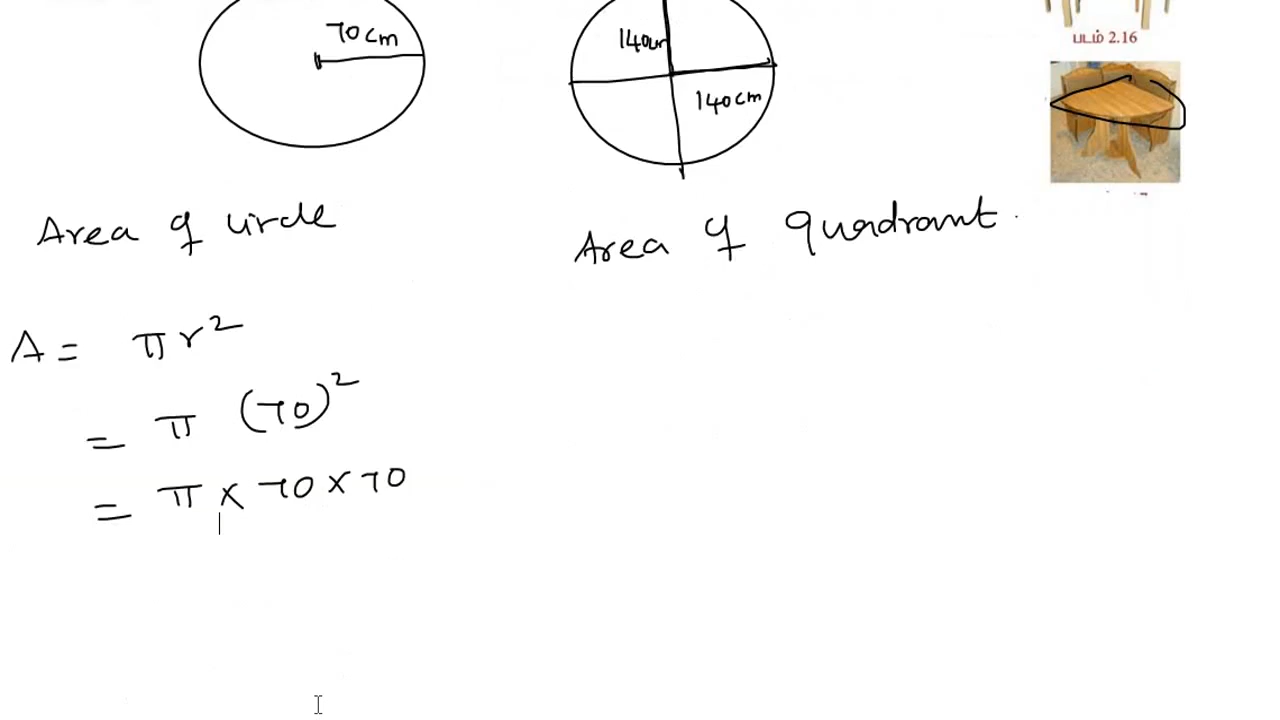 70cm
140cm
140cm
படம் 2.16
Area of circle
Area of quadrant.
A = πr²
= π (70)²
= π × 70 × 70